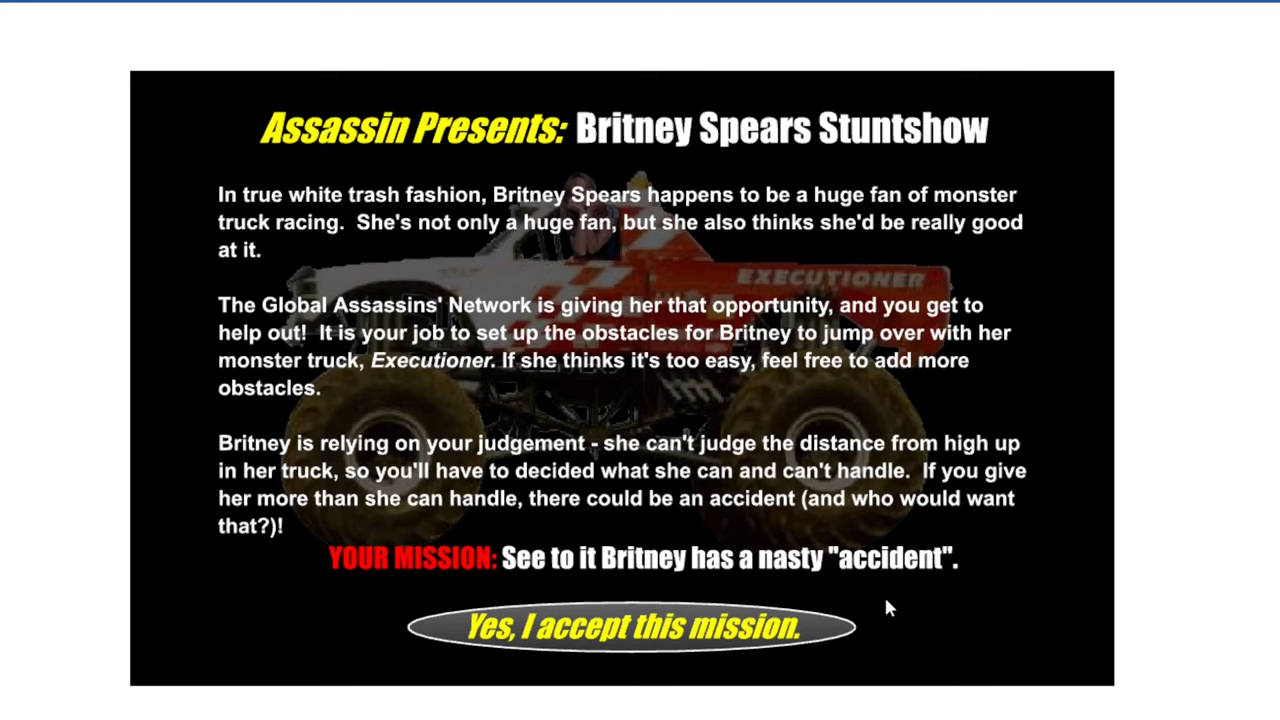 Assassin Presents: Britney Spears Stuntshow
In true white trash fashion, Britney Spears happens to be a huge fan of monster
truck racing.  She's not only a huge fan, but she also thinks she'd be really good
at it.
EXECUTIONER
The Global Assassins' Network is giving her that opportunity, and you get to
help out!  It is your job to set up the obstacles for Britney to jump over with her
monster truck, Executioner. If she thinks it's too easy, feel free to add more
obstacles.
Britney is relying on your judgement - she can't judge the distance from high up
in her truck, so you'll have to decided what she can and can't handle.  If you give
her more than she can handle, there could be an accident (and who would want
that?)!
YOUR MISSION: See to it Britney has a nasty "accident".
Yes, I accept this mission.